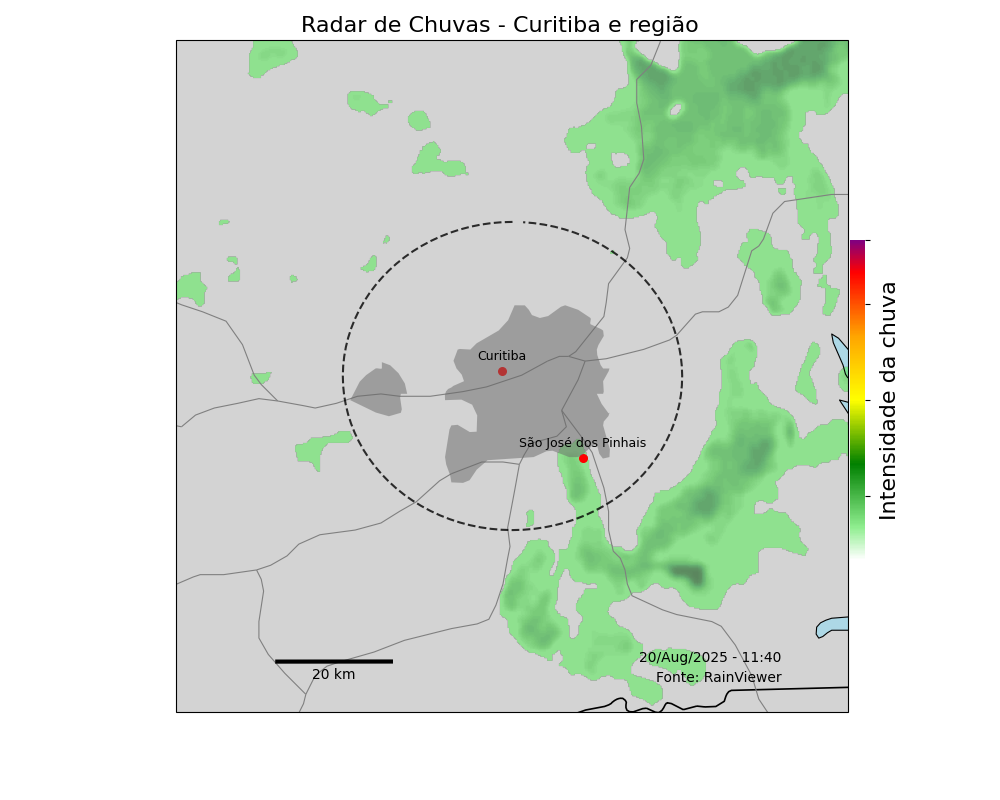 Radar de Chuvas - Curitiba e região
Curitiba
São José dos Pinhais
Intensidade da chuva
20/Aug/2025 - 11:40
Fonte: RainViewer
20 km